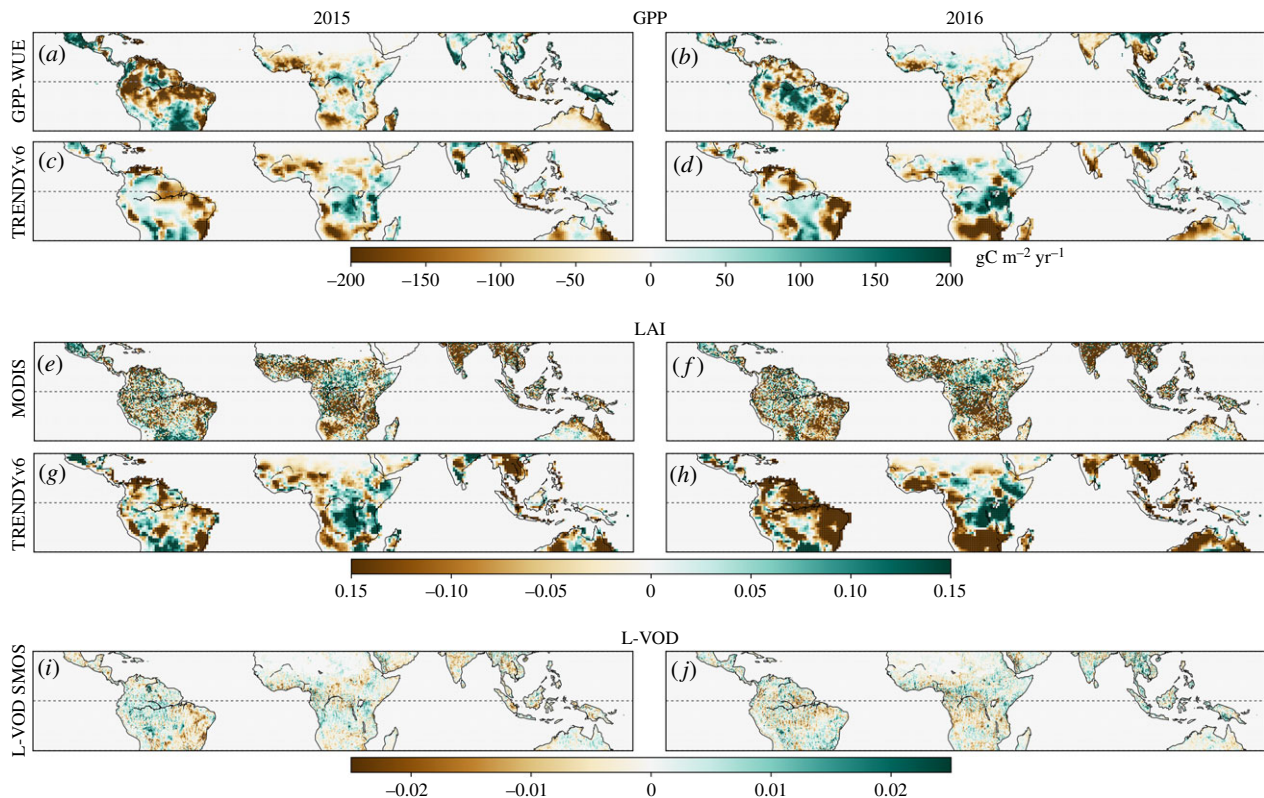 2015 GPP 2016
GPP-WUE (a) (b)
TRENDYv6 (c) (d)
−200 −150 −100 −50 0 50 100 150 200 gC m⁻² yr⁻¹
LAI
MODIS (e) (f)
TRENDYv6 (g) (h)
0.15 −0.10 −0.05 0 0.05 0.10 0.15
L-VOD
L-VOD SMOS (i) (j)
−0.02 −0.01 0 0.01 0.02